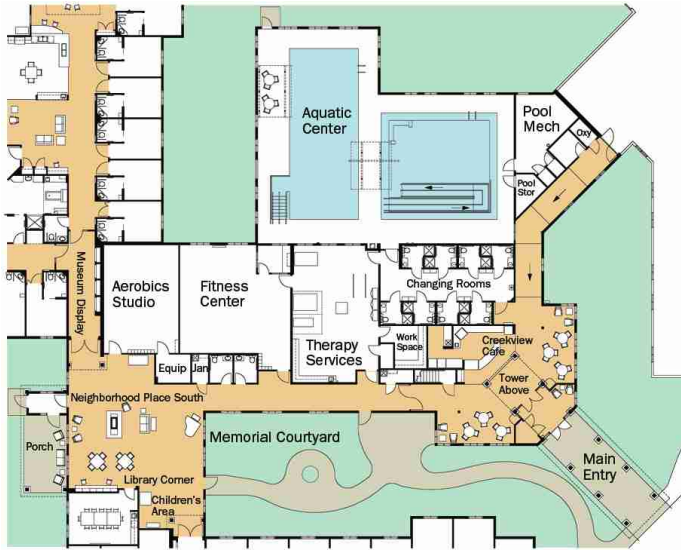 Aquatic
Center
Pool
Mech
Oxy
Pool
Stor
Museum Display
Aerobics
Studio
Fitness
Center
Changing Rooms
Therapy
Services
Work
Space
Creekview
Cafe
Equip
Jan
Tower
Above
Neighborhood Place South
Porch
Memorial Courtyard
Main
Entry
Library Corner
Children's
Area